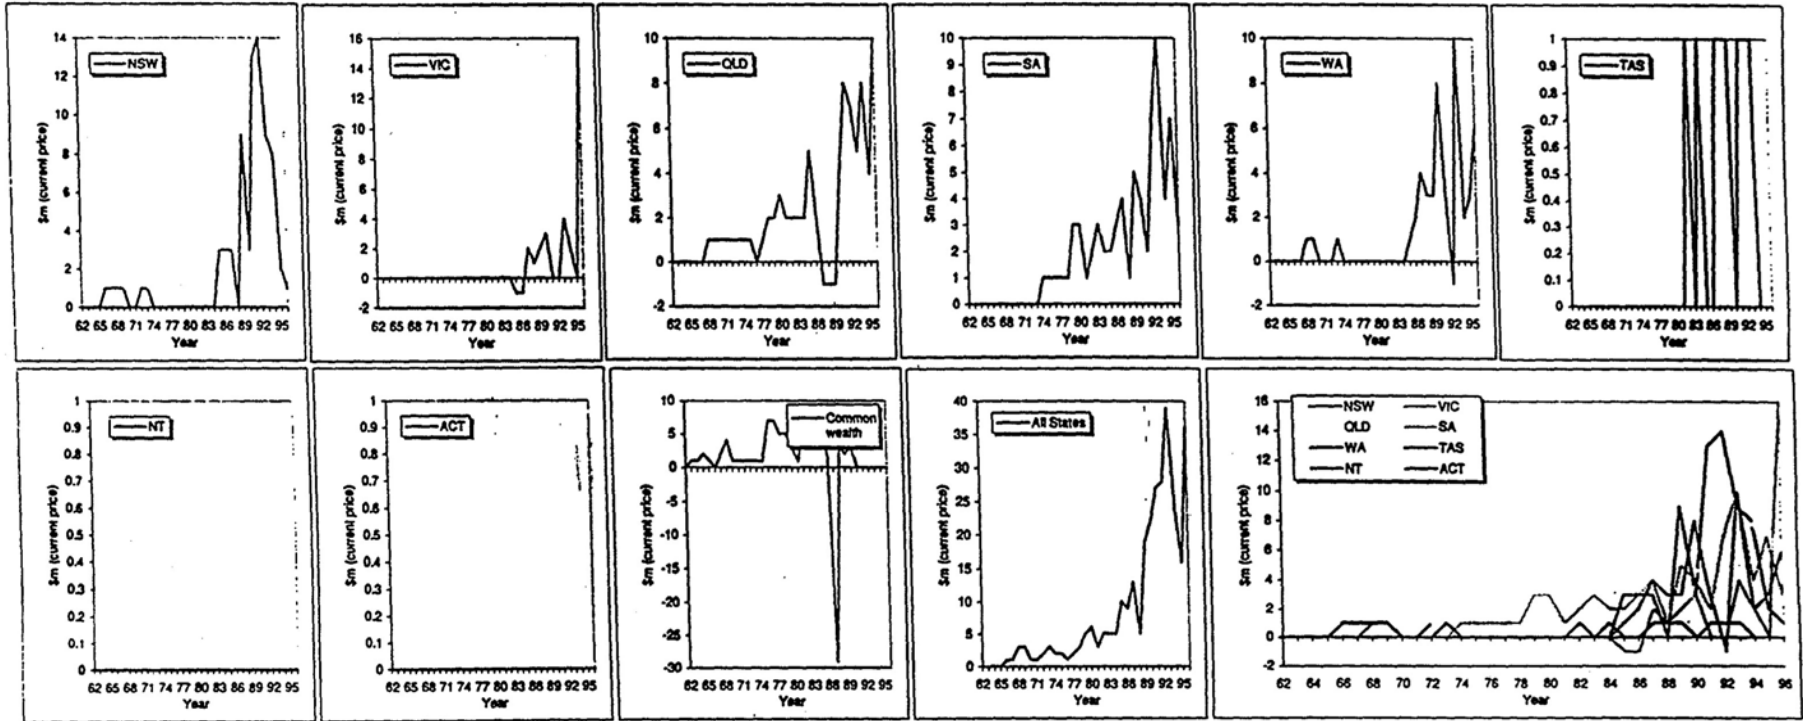 NSW
14
12
10
8
6
4
2
0
$m (current price)
62 65 68 71 74 77 80 83 86 89 92 95
Year
VIC
16
14
12
10
8
6
4
2
0
-2
$m (current price)
62 65 68 71 74 77 80 83 86 89 92 95
Year
QLD
10
8
6
4
2
0
-2
$m (current price)
62 65 68 71 74 77 80 83 86 89 92 95
Year
SA
10
9
8
7
6
5
4
3
2
1
0
$m (current price)
62 65 68 71 74 77 80 83 86 89 92 95
Year
WA
10
8
6
4
2
0
-2
$m (current price)
62 65 68 71 74 77 80 83 86 89 92 95
Year
TAS
1
0.9
0.8
0.7
0.6
0.5
0.4
0.3
0.2
0.1
0
$m (current price)
62 65 68 71 74 77 80 83 86 89 92 95
Year
NT
1
0.9
0.8
0.7
0.6
0.5
0.4
0.3
0.2
0.1
0
$m (current price)
62 65 68 71 74 77 80 83 86 89 92 95
Year
ACT
1
0.9
0.8
0.7
0.6
0.5
0.4
0.3
0.2
0.1
0
$m (current price)
62 65 68 71 74 77 80 83 86 89 92 95
Year
Common
wealth
10
5
0
-5
-10
-15
-20
-25
-30
$m (current price)
62 65 68 71 74 77 80 83 86 89 92 95
Year
All States
40
35
30
25
20
15
10
5
0
$m (current price)
62 65 68 71 74 77 80 83 86 89 92 95
Year
NSW VIC
QLD SA
WA TAS
NT ACT
16
14
12
10
8
6
4
2
0
-2
$m (current price)
62 64 66 68 70 72 74 76 78 80 82 84 86 88 90 92 94 96
Year